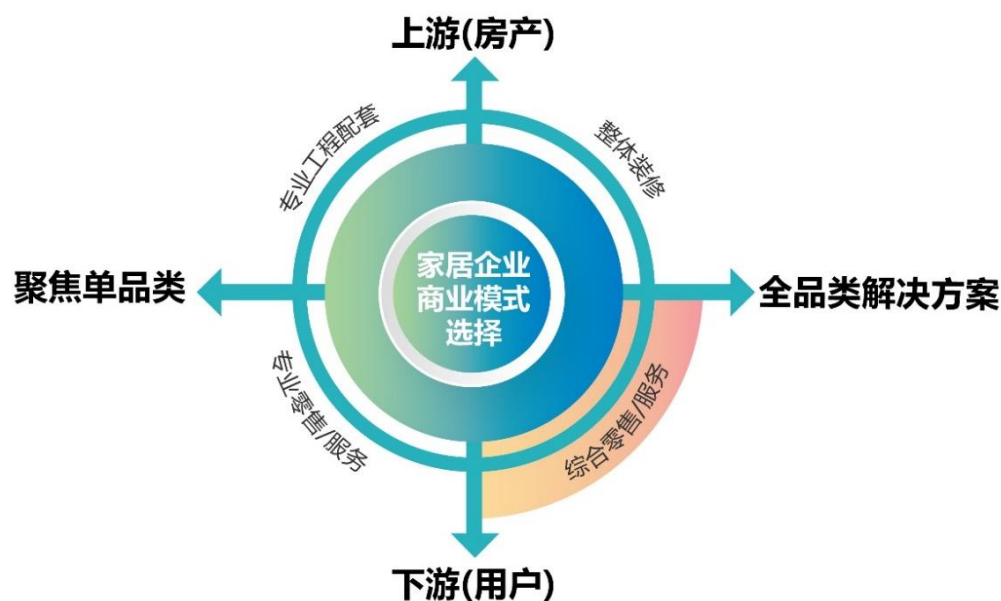 上游(房产)
专业工程配套
整体装修
聚焦单品类
家居企业
商业模式
选择
全品类解决方案
专业零售/服务
综合零售/服务
下游(用户)